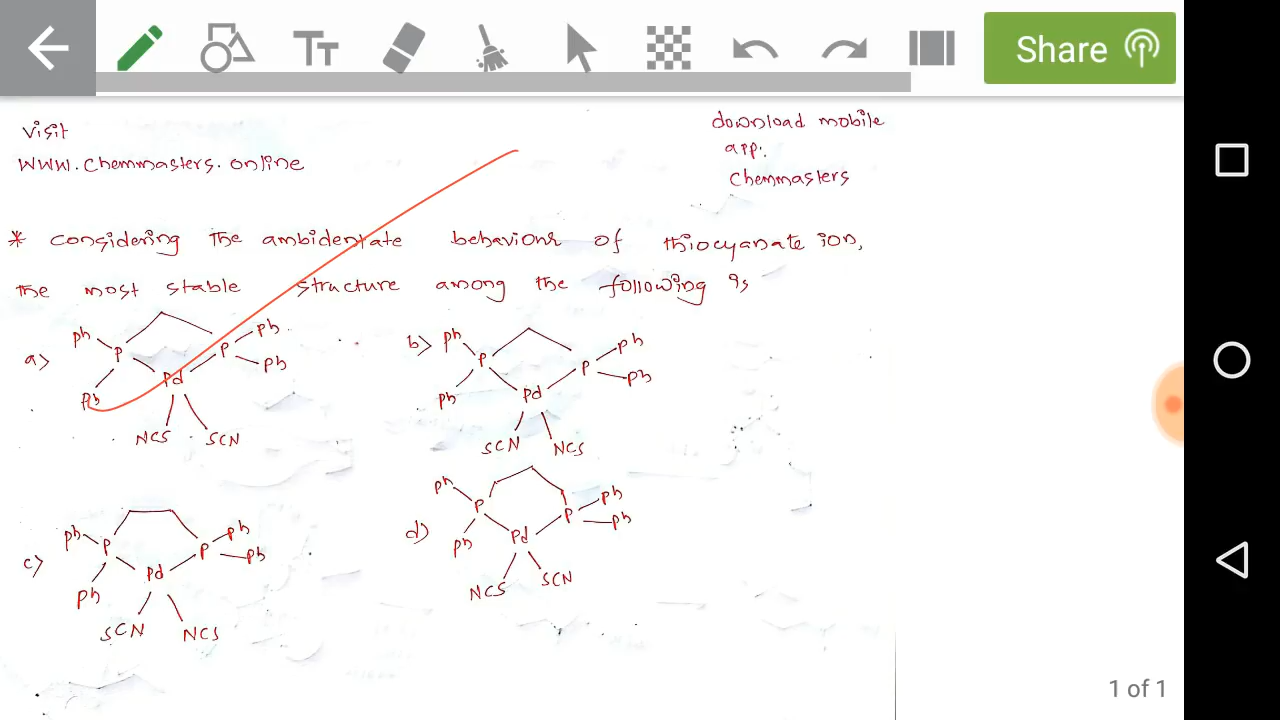 Share
visit
www.chemmasters.online
download mobile
app:
chemmasters
* considering the ambidentate behaviour of thiocyanate ion,
the most stable structure among the following is
a)
Ph
P
Ph
P
Ph
Ph
Pd
NCS
SCN
b)
Ph
P
Ph
P
Ph
Ph
Pd
SCN
NCS
c)
Ph
P
Ph
P
Ph
Ph
Pd
SCN
NCS
d)
Ph
P
Ph
P
Ph
Ph
Pd
NCS
SCN
1 of 1